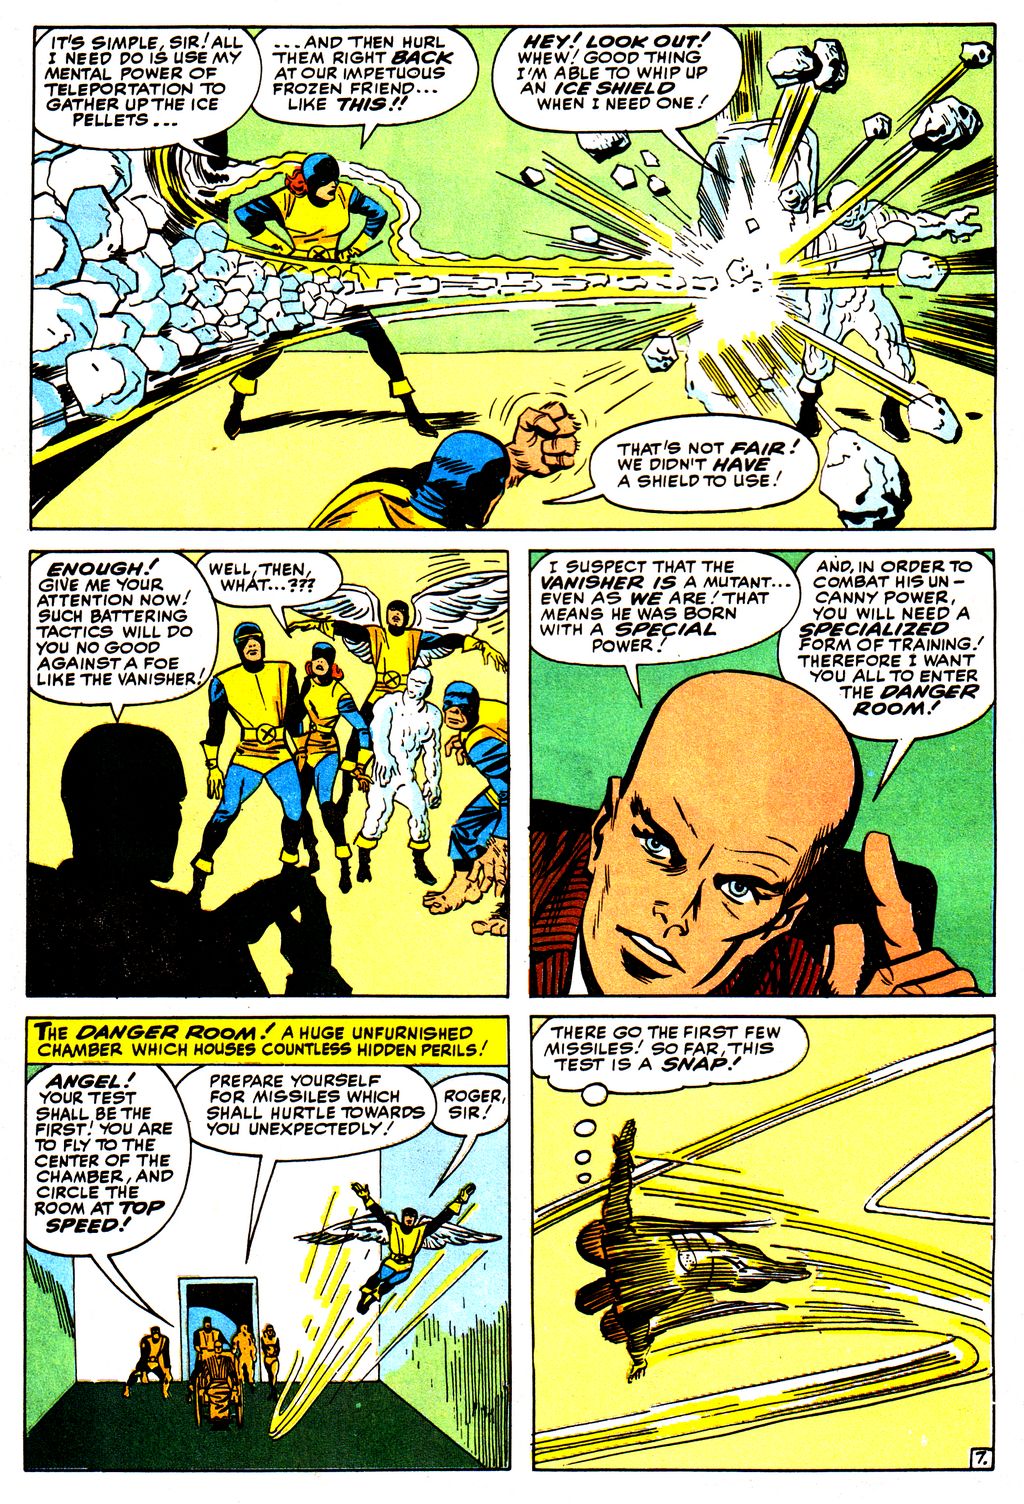 IT'S SIMPLE, SIR! ALL
I NEED DO IS USE MY
MENTAL POWER OF
TELEPORTATION TO
GATHER UP THE ICE
PELLETS...
...AND THEN HURL
THEM RIGHT BACK
AT OUR IMPETUOUS
FROZEN FRIEND...
LIKE THIS!!
HEY! LOOK OUT!
WHEW! GOOD THING
I'M ABLE TO WHIP UP
AN ICE SHIELD
WHEN I NEED ONE!
THAT'S NOT FAIR!
WE DIDN'T HAVE
A SHIELD TO USE!
ENOUGH!
GIVE ME YOUR
ATTENTION NOW!
SUCH BATTERING
TACTICS WILL DO
YOU NO GOOD
AGAINST A FOE
LIKE THE VANISHER!
WELL, THEN,
WHAT...???
I SUSPECT THAT THE
VANISHER IS A MUTANT...
EVEN AS WE ARE! THAT
MEANS HE WAS BORN
WITH A SPECIAL
POWER!
AND, IN ORDER TO
COMBAT HIS UN-
CANNY POWER,
YOU WILL NEED A
SPECIALIZED
FORM OF TRAINING!
THEREFORE I WANT
YOU ALL TO ENTER
THE DANGER
ROOM!
THE DANGER ROOM! A HUGE UNFURNISHED
CHAMBER WHICH HOUSES COUNTLESS HIDDEN PERILS!
ANGEL!
YOUR TEST
SHALL BE THE
FIRST! YOU ARE
TO FLY TO THE
CENTER OF THE
CHAMBER, AND
CIRCLE THE
ROOM AT TOP
SPEED!
PREPARE YOURSELF
FOR MISSILES WHICH
SHALL HURTLE TOWARDS
YOU UNEXPECTEDLY!
ROGER,
SIR!
THERE GO THE FIRST FEW
MISSILES! SO FAR, THIS
TEST IS A SNAP!
7.